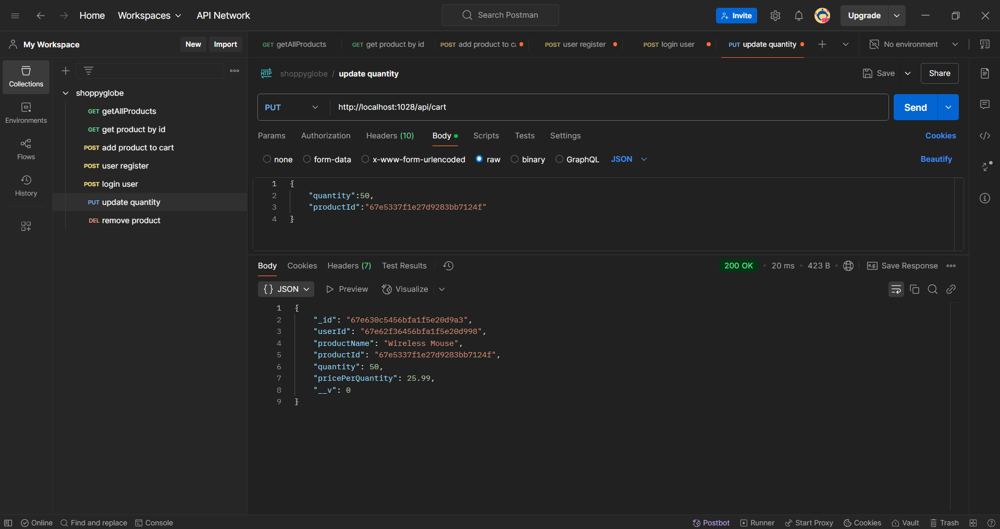 Home
Workspaces
API Network
Search Postman
Invite
Upgrade
My Workspace
New
Import
GET getAllProducts
GET get product by id
POST add product to ca
POST user register
POST login user
PUT update quantity
No environment
Collections
Environments
Flows
History
shoppyglobe
GET getAllProducts
GET get product by id
POST add product to cart
POST user register
POST login user
PUT update quantity
DEL remove product
HTTP shoppyglobe / update quantity
Save
Share
PUT
http://localhost:1028/api/cart
Send
Params
Authorization
Headers (10)
Body
Scripts
Tests
Settings
Cookies
none
form-data
x-www-form-urlencoded
raw
binary
GraphQL
JSON
Beautify
1 {
2 "quantity":50,
3 "productId":"67e5337f1e27d9283bb7124f"
4 }
Body
Cookies
Headers (7)
Test Results
200 OK
20 ms
423 B
e.g. Save Response
{} JSON
Preview
Visualize
1 {
2 "_id": "67e630c5456bfa1f5e20d9a3",
3 "userId": "67e62f36456bfa1f5e20d998",
4 "productName": "Wireless Mouse",
5 "productId": "67e5337f1e27d9283bb7124f",
6 "quantity": 50,
7 "pricePerQuantity": 25.99,
8 "__v": 0
9 }
Online
Find and replace
Console
Postbot
Runner
Start Proxy
Cookies
Vault
Trash